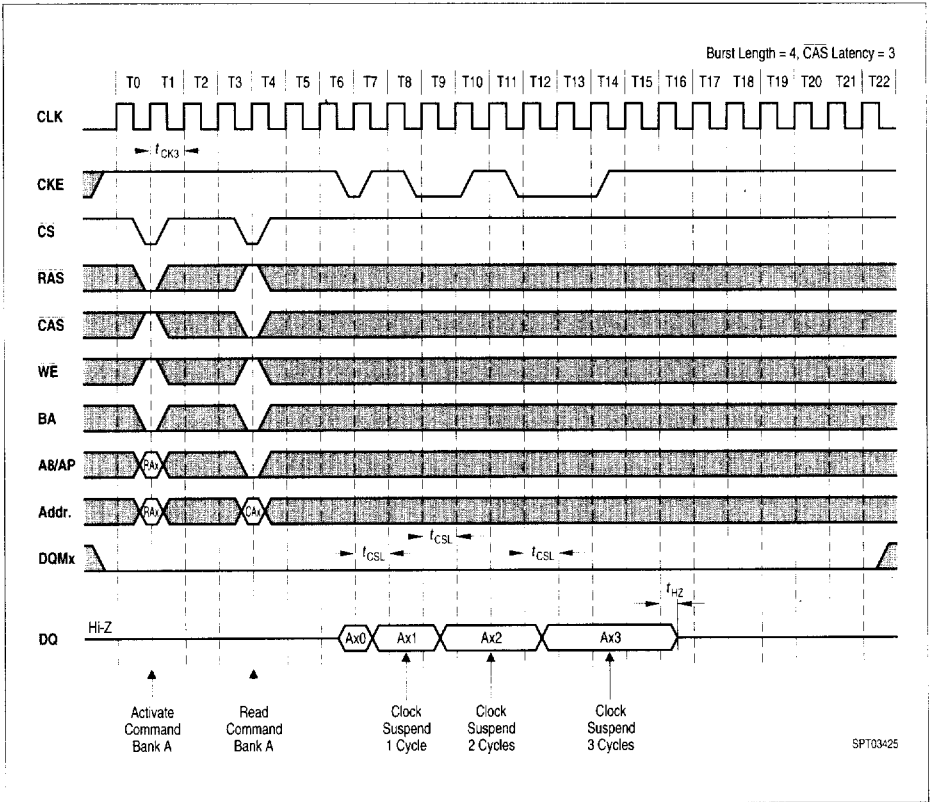 Burst Length = 4, CAS Latency = 3
T0 T1 T2 T3 T4 T5 T6 T7 T8 T9 T10 T11 T12 T13 T14 T15 T16 T17 T18 T19 T20 T21 T22
CLK
tCK3
CKE
CS
RAS
CAS
WE
BA
A8/AP RAx
Addr. RAx CAx
tCSL tCSL tCSL
DQMx
tHZ
DQ Hi-Z Ax0 Ax1 Ax2 Ax3
Activate Command Bank A
Read Command Bank A
Clock Suspend 1 Cycle
Clock Suspend 2 Cycles
Clock Suspend 3 Cycles
SPT03425